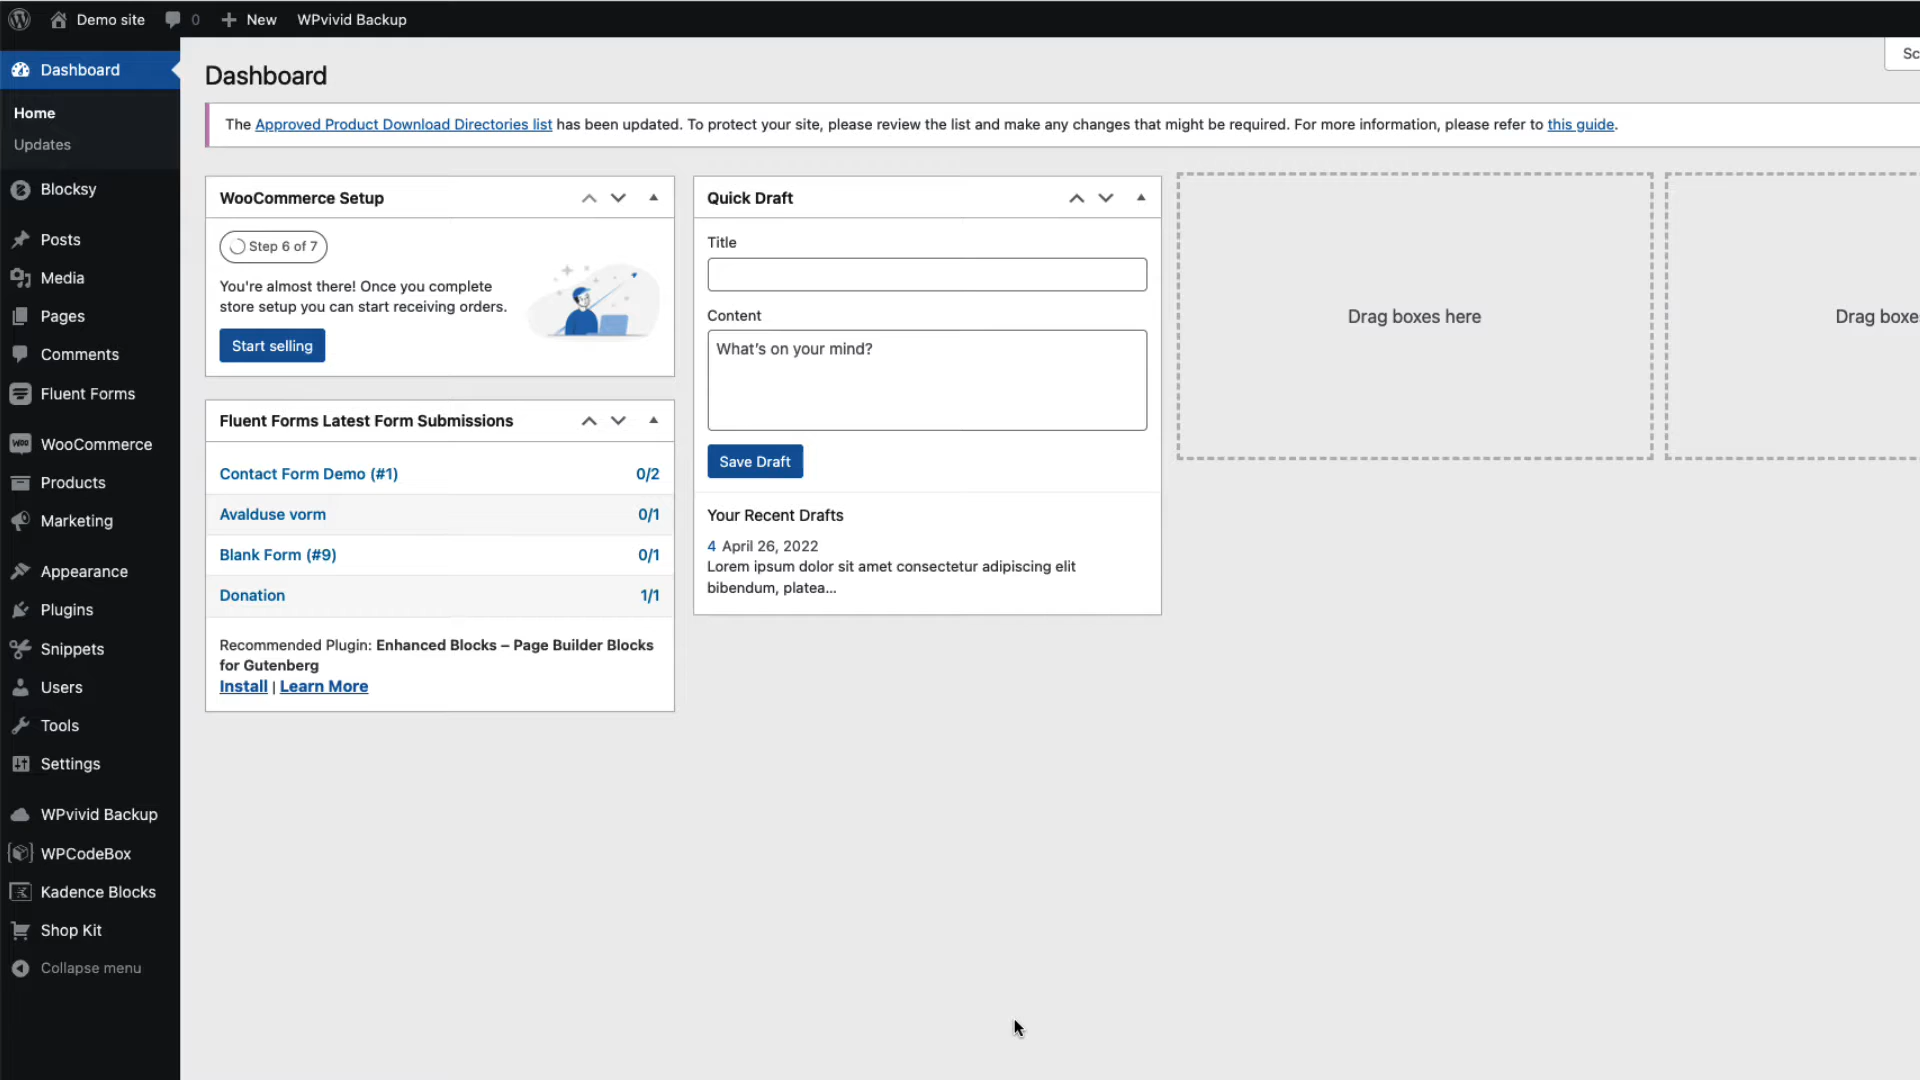 Demo site
0
New
WPvivid Backup
Dashboard
Home
Updates
Blocksy
Posts
Media
Pages
Comments
Fluent Forms
WooCommerce
Products
Marketing
Appearance
Plugins
Snippets
Users
Tools
Settings
WPvivid Backup
WPCodeBox
Kadence Blocks
Shop Kit
Collapse menu
Sc
Dashboard
The Approved Product Download Directories list has been updated. To protect your site, please review the list and make any changes that might be required. For more information, please refer to this guide.
WooCommerce Setup
Step 6 of 7
You're almost there! Once you complete
store setup you can start receiving orders.
Start selling
Fluent Forms Latest Form Submissions
Contact Form Demo (#1) 0/2
Avalduse vorm 0/1
Blank Form (#9) 0/1
Donation 1/1
Recommended Plugin: Enhanced Blocks – Page Builder Blocks
for Gutenberg
Install | Learn More
Quick Draft
Title
Content
What's on your mind?
Save Draft
Your Recent Drafts
4 April 26, 2022
Lorem ipsum dolor sit amet consectetur adipiscing elit
bibendum, platea…
Drag boxes here
Drag boxe